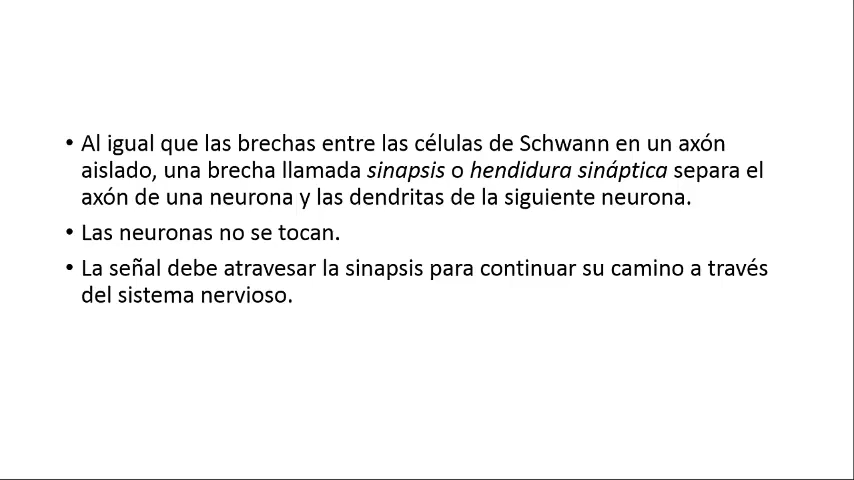 • Al igual que las brechas entre las células de Schwann en un axón
aislado, una brecha llamada sinapsis o hendidura sináptica separa el
axón de una neurona y las dendritas de la siguiente neurona.
• Las neuronas no se tocan.
• La señal debe atravesar la sinapsis para continuar su camino a través
del sistema nervioso.